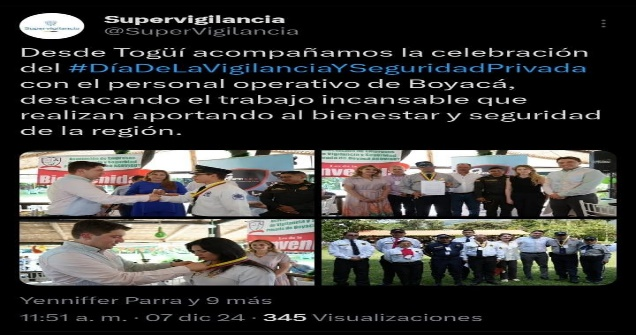 Supervigilancia
@SuperVigilancia
Desde Togüí acompañamos la celebración
del #DíaDeLaVigilanciaYSeguridadPrivada
con el personal operativo de Boyacá,
destacando el trabajo incansable que
realizan aportando al bienestar y seguridad
de la región.
Yenniffer Parra y 9 más
11:51 a. m. · 07 dic 24 · 345 Visualizaciones